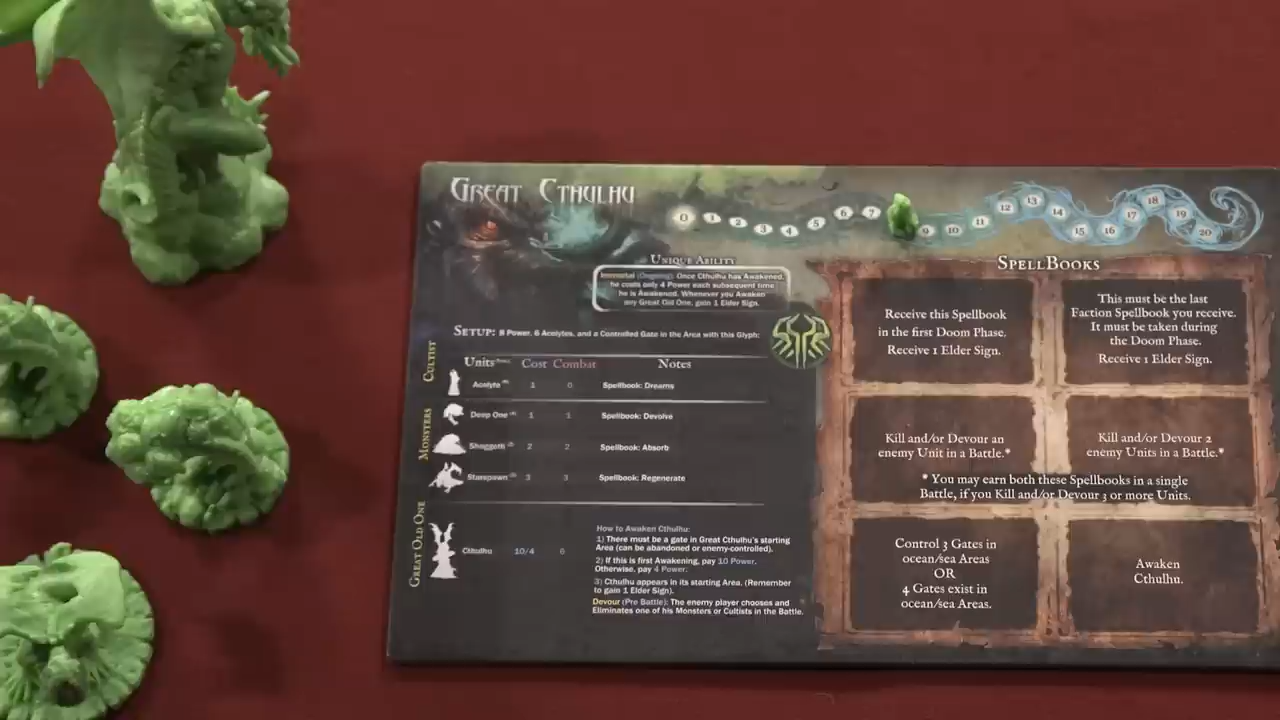 Great Cthulhu
0 1 2 3 4 5 6 7 9 10 11 12 13 14 15 16 17 18 19 20
Unique Ability
Immortal (Ongoing): Once Cthulhu has Awakened,
he costs only 4 Power each subsequent time
he is Awakened. Whenever you Awaken
any Great Old One, gain 1 Elder Sign.
Setup: 8 Power, 6 Acolytes, and a Controlled Gate in the Area with this Glyph:
Cultist
Units Cost Combat Notes
Acolyte 1 0 Spellbook: Dreams
Monsters
Deep One 1 1 Spellbook: Devolve
Shoggoth 2 2 Spellbook: Absorb
Starspawn 3 3 Spellbook: Regenerate
Great Old One
Cthulhu 10/4 6
How to Awaken Cthulhu:
1) There must be a gate in Great Cthulhu's starting
Area (can be abandoned or enemy-controlled).
2) If this is first Awakening, pay 10 Power.
Otherwise, pay 4 Power.
3) Cthulhu appears in its starting Area. (Remember
to gain 1 Elder Sign).
Devour (Pre Battle): The enemy player chooses and
Eliminates one of his Monsters or Cultists in the Battle.
SpellBooks
Receive this Spellbook
in the first Doom Phase.
Receive 1 Elder Sign.
This must be the last
Faction Spellbook you receive.
It must be taken during
the Doom Phase.
Receive 1 Elder Sign.
Kill and/or Devour an
enemy Unit in a Battle.*
Kill and/or Devour 2
enemy Units in a Battle.*
* You may earn both these Spellbooks in a single
Battle, if you Kill and/or Devour 3 or more Units.
Control 3 Gates in
ocean/sea Areas
OR
4 Gates exist in
ocean/sea Areas.
Awaken
Cthulhu.